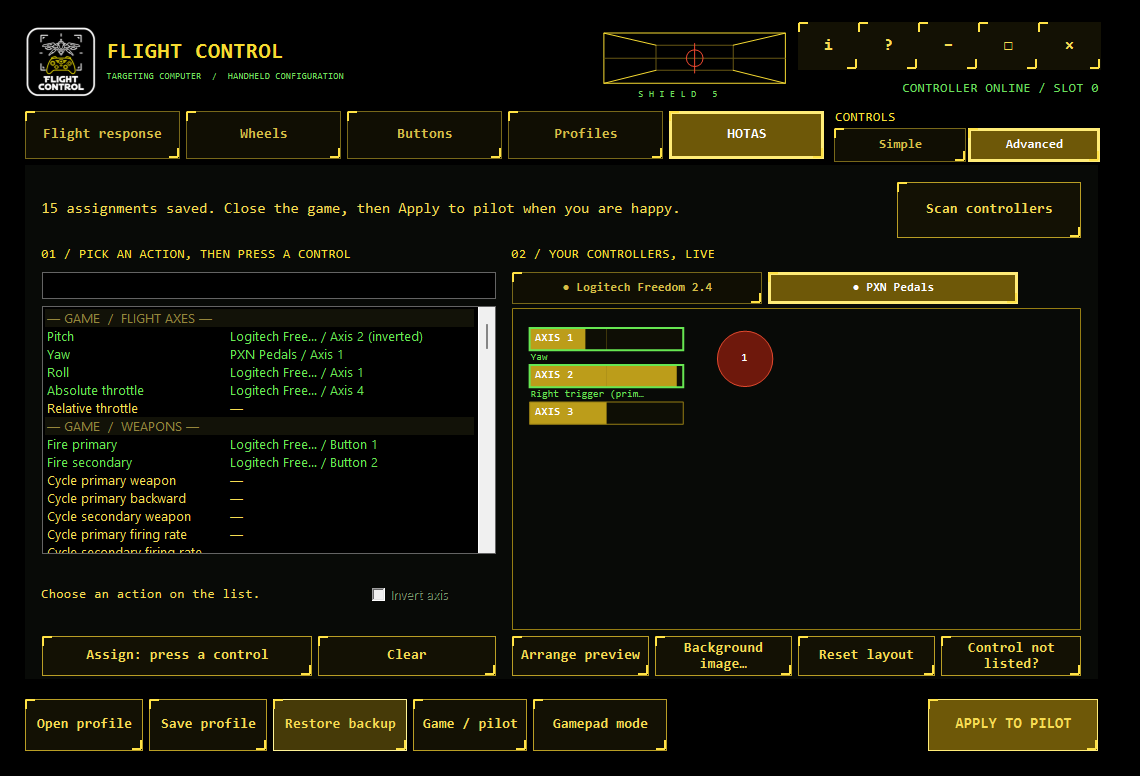 FLIGHT CONTROL
FLIGHT CONTROL
TARGETING COMPUTER / HANDHELD CONFIGURATION
SHIELD 5
i ? − □ ×
CONTROLLER ONLINE / SLOT 0
Flight response
Wheels
Buttons
Profiles
HOTAS
CONTROLS
Simple
Advanced
15 assignments saved. Close the game, then Apply to pilot when you are happy.
Scan controllers
01 / PICK AN ACTION, THEN PRESS A CONTROL
— GAME / FLIGHT AXES —
Pitch Logitech Free... / Axis 2 (inverted)
Yaw PXN Pedals / Axis 1
Roll Logitech Free... / Axis 1
Absolute throttle Logitech Free... / Axis 4
Relative throttle —
— GAME / WEAPONS —
Fire primary Logitech Free... / Button 1
Fire secondary Logitech Free... / Button 2
Cycle primary weapon —
Cycle primary backward —
Cycle secondary weapon —
Cycle primary firing rate —
Cycle secondary firing rate
Choose an action on the list.
Invert axis
Assign: press a control
Clear
02 / YOUR CONTROLLERS, LIVE
● Logitech Freedom 2.4
● PXN Pedals
AXIS 1
Yaw
AXIS 2
Right trigger (prim…
AXIS 3
1
Arrange preview
Background
image…
Reset layout
Control not
listed?
Open profile
Save profile
Restore backup
Game / pilot
Gamepad mode
APPLY TO PILOT